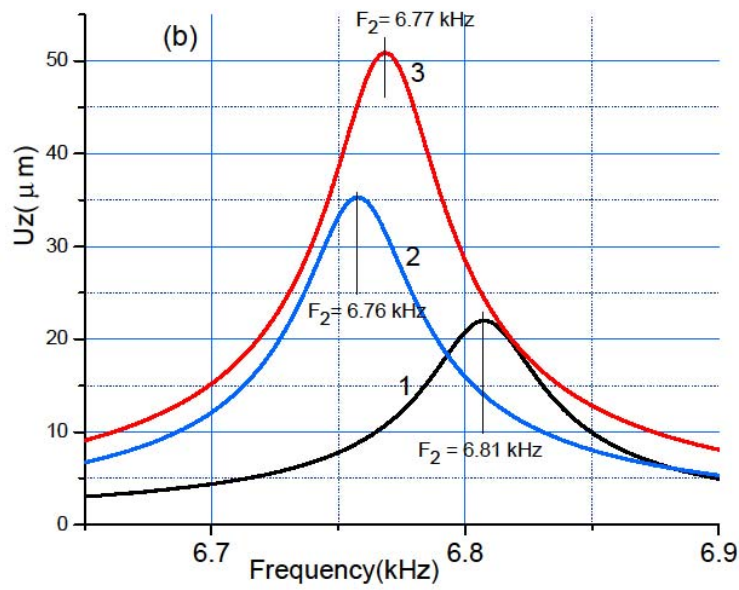 F₂ = 6.77 kHz
(b)
50
3
40
Uz( μ m)
30
2
F₂= 6.76 kHz
20
1
F₂ = 6.81 kHz
10
0
6.7
6.8
6.9
Frequency(kHz)